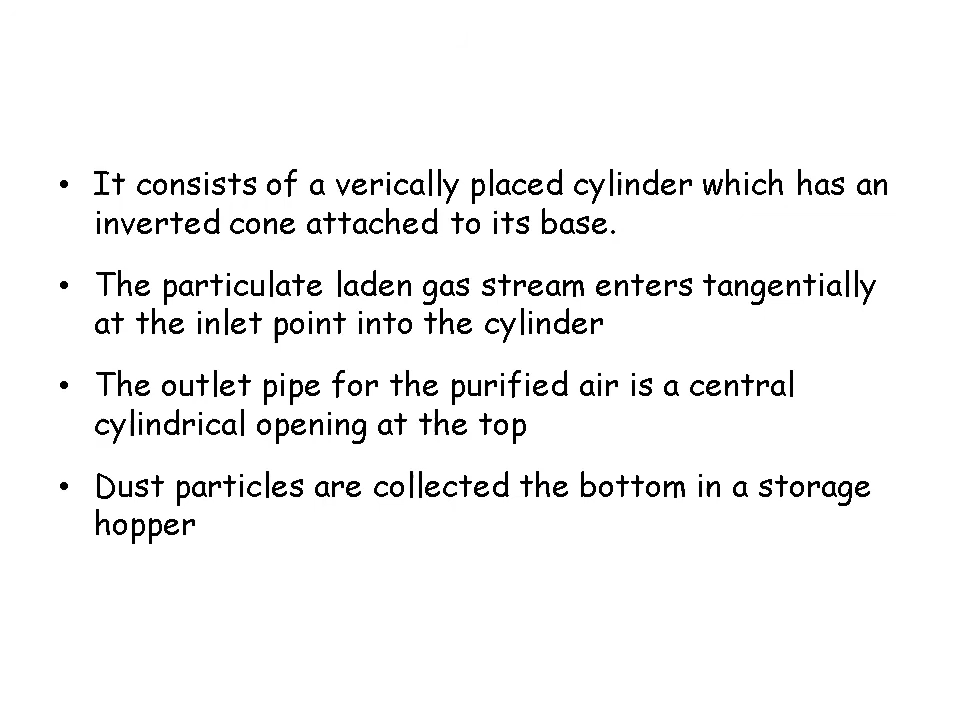 • It consists of a verically placed cylinder which has an
inverted cone attached to its base.
• The particulate laden gas stream enters tangentially
at the inlet point into the cylinder
• The outlet pipe for the purified air is a central
cylindrical opening at the top
• Dust particles are collected the bottom in a storage
hopper